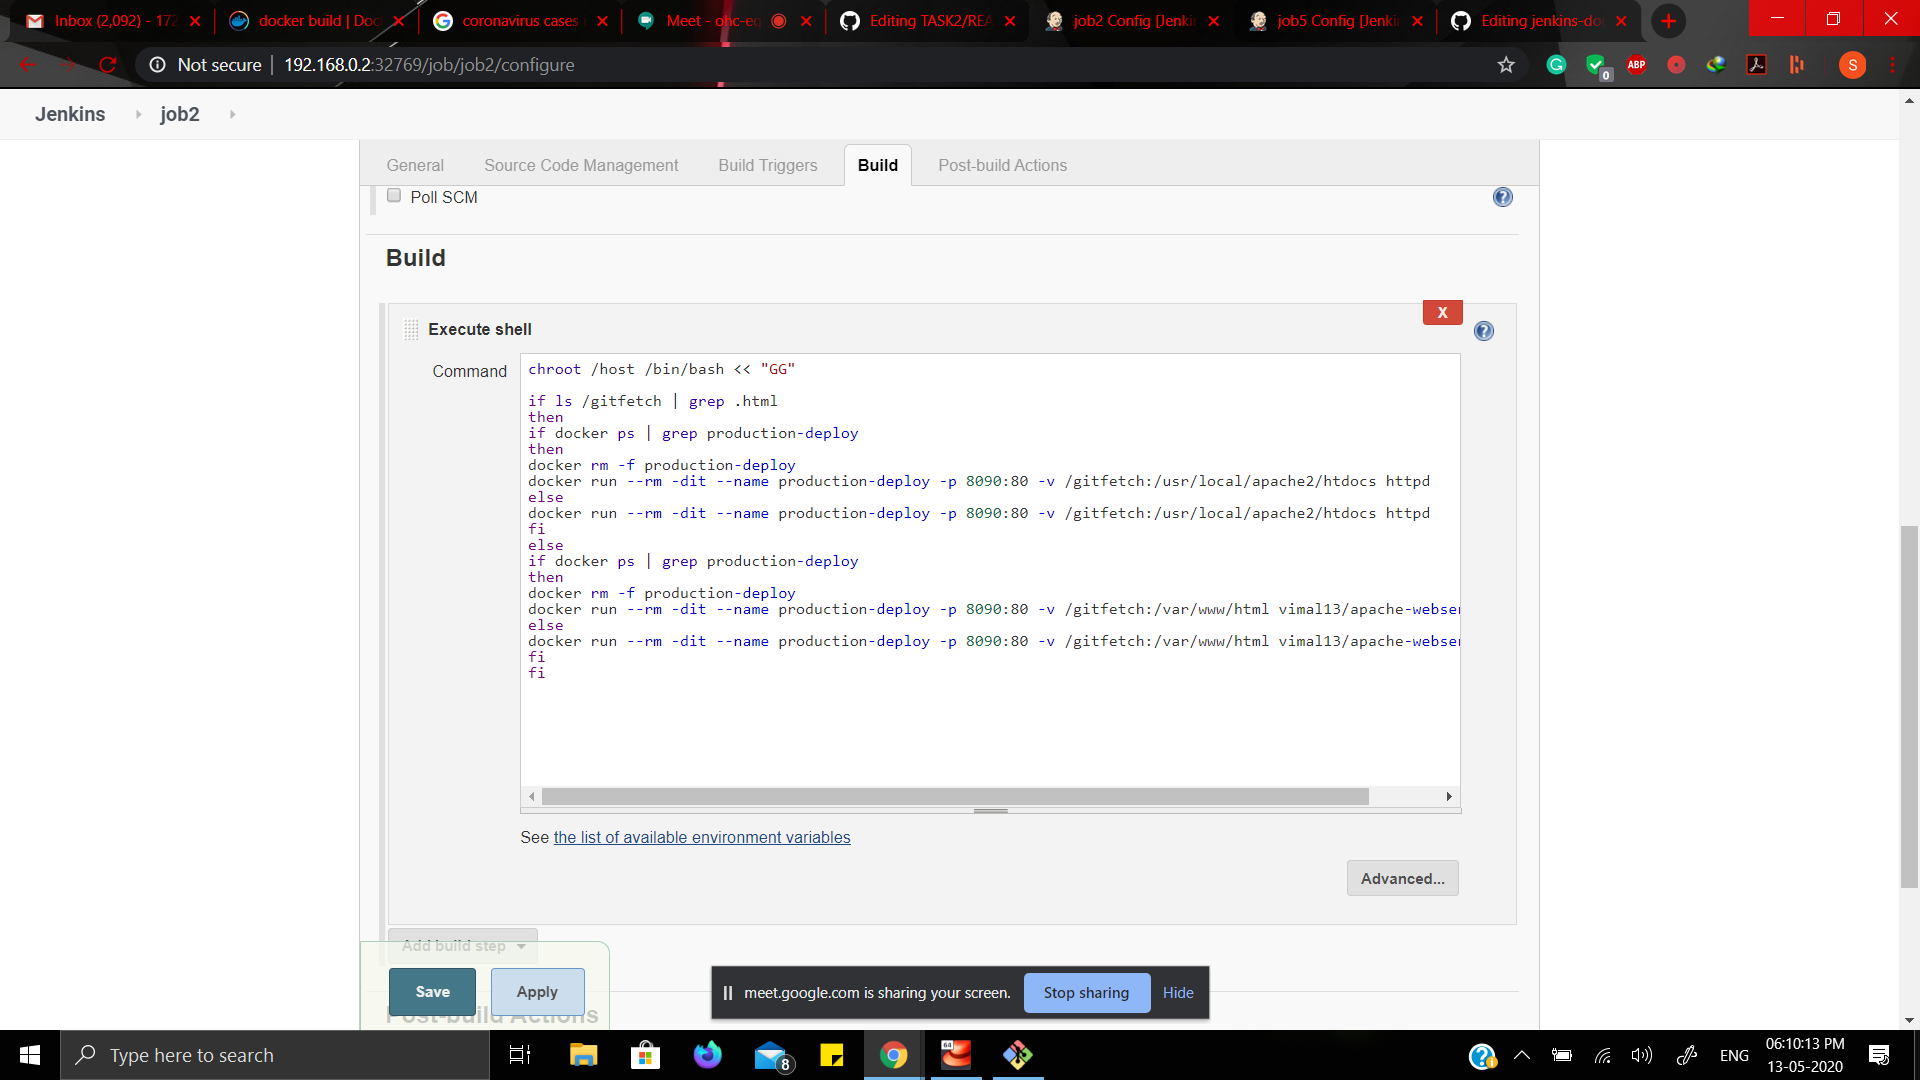 Inbox (2,092) - 172
docker build | Doc
coronavirus cases
Meet - ohc-eq
Editing TASK2/REA
job2 Config [Jenkin
job5 Config [Jenkin
Editing jenkins-do
Not secure | 192.168.0.2:32769/job/job2/configure
0
ABP
S
Jenkins
job2
General
Source Code Management
Build Triggers
Build
Post-build Actions
Poll SCM
Build
X
Execute shell
Command
chroot /host /bin/bash << "GG"
if ls /gitfetch | grep .html
then
if docker ps | grep production-deploy
then
docker rm -f production-deploy
docker run --rm -dit --name production-deploy -p 8090:80 -v /gitfetch:/usr/local/apache2/htdocs httpd
else
docker run --rm -dit --name production-deploy -p 8090:80 -v /gitfetch:/usr/local/apache2/htdocs httpd
fi
else
if docker ps | grep production-deploy
then
docker rm -f production-deploy
docker run --rm -dit --name production-deploy -p 8090:80 -v /gitfetch:/var/www/html vimal13/apache-webser
else
docker run --rm -dit --name production-deploy -p 8090:80 -v /gitfetch:/var/www/html vimal13/apache-webser
fi
fi
See the list of available environment variables
Advanced...
Add build step
Save
Apply
Post-build Actions
meet.google.com is sharing your screen.
Stop sharing
Hide
Type here to search
8
64
ENG
06:10:13 PM
13-05-2020